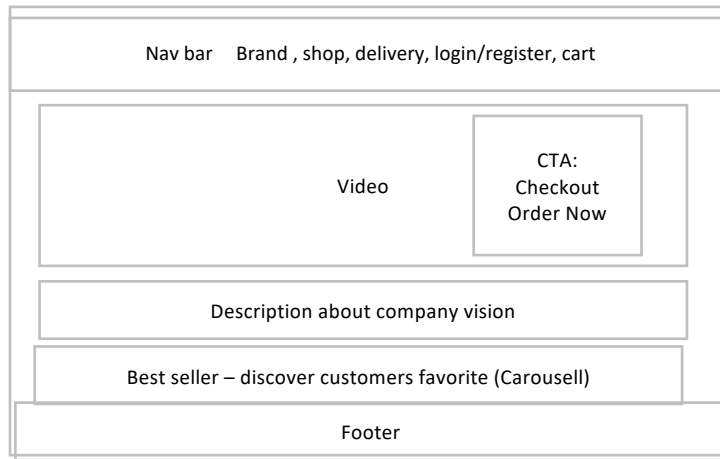 Nav bar Brand , shop, delivery, login/register, cart
Video
CTA:
Checkout
Order Now
Description about company vision
Best seller – discover customers favorite (Carousell)
Footer